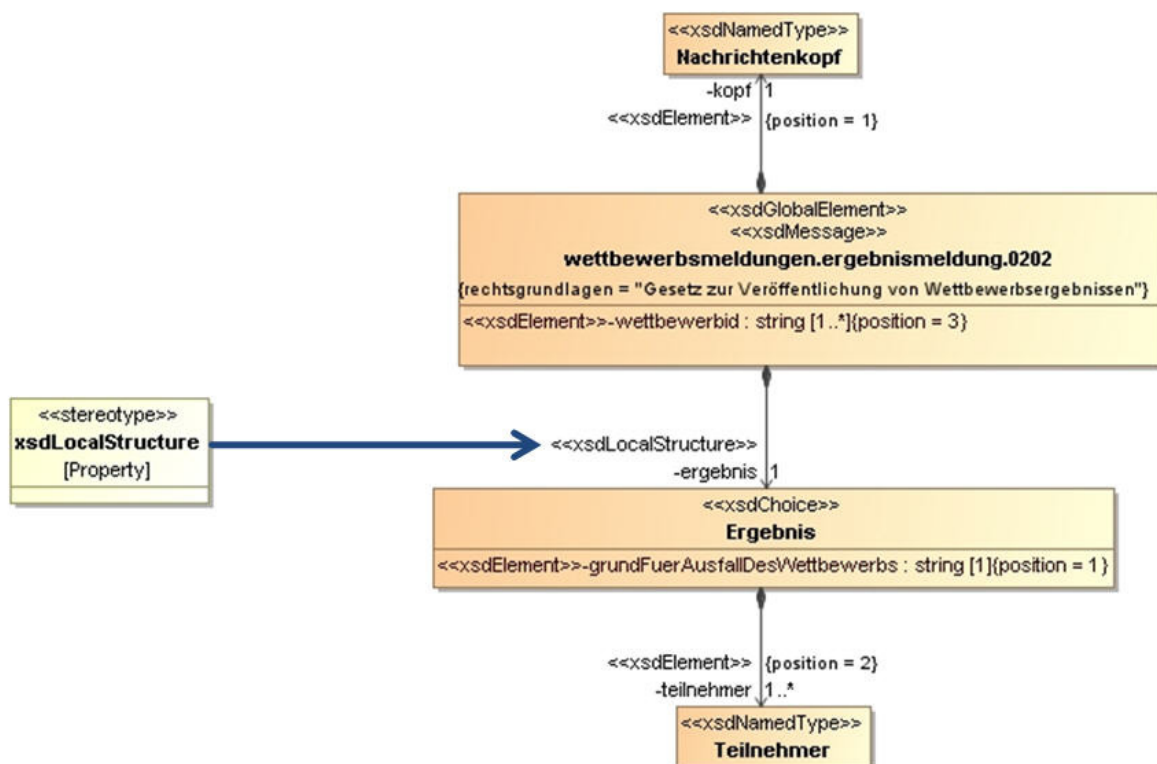 <<xsdNamedType>>
Nachrichtenkopf
-kopf 1
<<xsdElement>> {position = 1}
<<xsdGlobalElement>>
<<xsdMessage>>
wettbewerbsmeldungen.ergebnismeldung.0202
{rechtsgrundlagen = "Gesetz zur Veröffentlichung von Wettbewerbsergebnissen"}
<<xsdElement>>-wettbewerbid : string [1..*]{position = 3}
<<stereotype>>
xsdLocalStructure
[Property]
<<xsdLocalStructure>>
-ergebnis 1
<<xsdChoice>>
Ergebnis
<<xsdElement>>-grundFuerAusfallDesWettbewerbs : string [1]{position = 1}
<<xsdElement>> {position = 2}
-teilnehmer 1..*
<<xsdNamedType>>
Teilnehmer